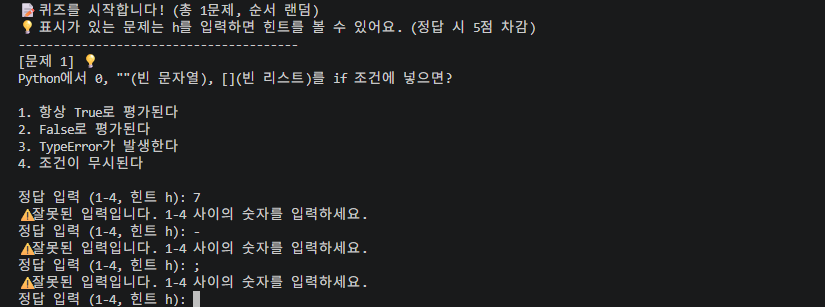 📝 퀴즈를 시작합니다! (총 1문제, 순서 랜덤)
💡 표시가 있는 문제는 h를 입력하면 힌트를 볼 수 있어요. (정답 시 5점 차감)
----------------------------------------
[문제 1] 💡
Python에서 0, ""(빈 문자열), [](빈 리스트)를 if 조건에 넣으면?
1. 항상 True로 평가된다
2. False로 평가된다
3. TypeError가 발생한다
4. 조건이 무시된다
정답 입력 (1-4, 힌트 h): 7
⚠️잘못된 입력입니다. 1-4 사이의 숫자를 입력하세요.
정답 입력 (1-4, 힌트 h): -
⚠️잘못된 입력입니다. 1-4 사이의 숫자를 입력하세요.
정답 입력 (1-4, 힌트 h): ;
⚠️잘못된 입력입니다. 1-4 사이의 숫자를 입력하세요.
정답 입력 (1-4, 힌트 h):